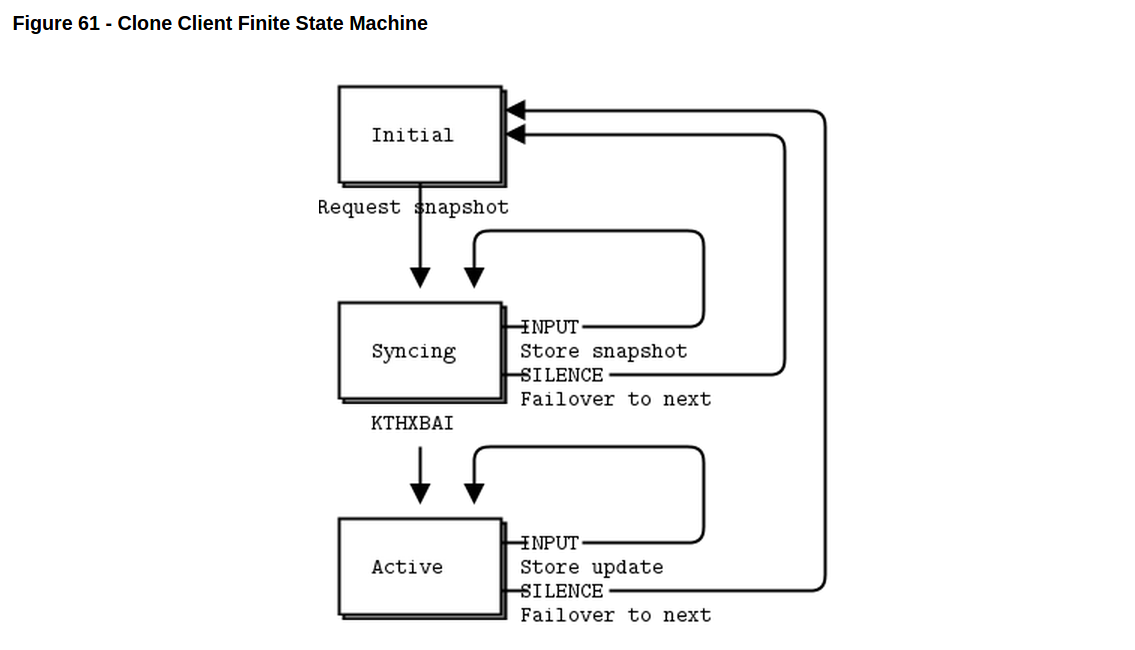 Figure 61 - Clone Client Finite State Machine
Initial
Request snapshot
INPUT
Syncing
Store snapshot
SILENCE
Failover to next
KTHXBAI
INPUT
Active
Store update
SILENCE
Failover to next